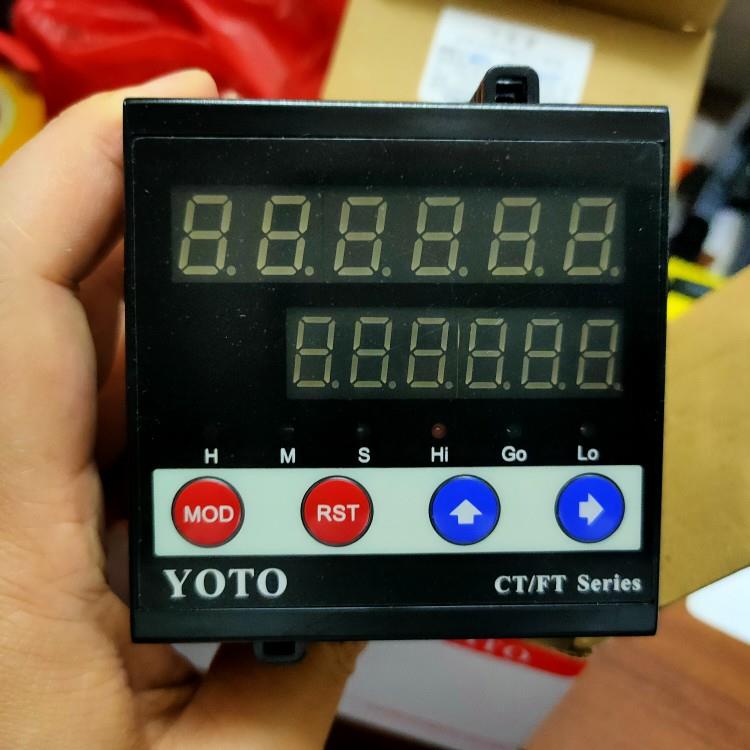 H M S Hi Go Lo
MOD RST
YOTO CT/FT Series